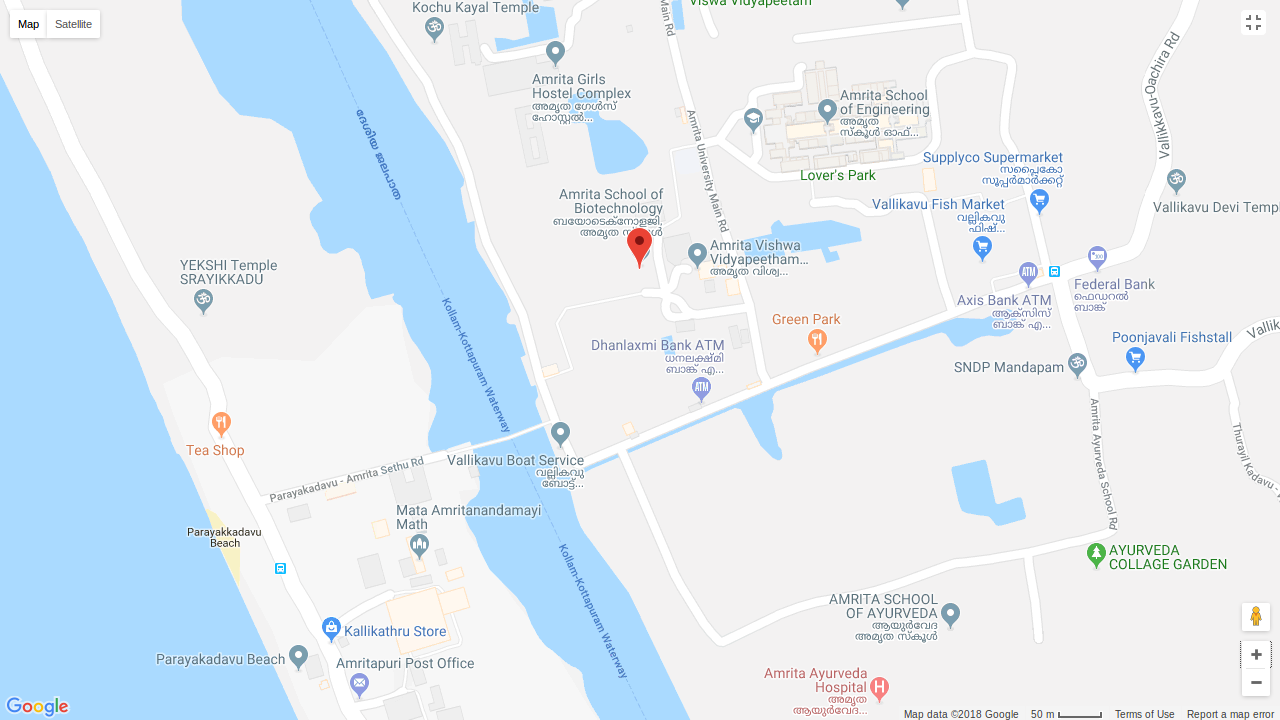 Map
Satellite
Kochu Kayal Temple
Main Rd
Viswa Vidyapeetam
Amrita Girls
Hostel Complex
അമൃത ഗേൾസ്
ഹോസ്റ്റൽ...
ദേശീയ ജലപാത
Amrita School
of Engineering
അമൃത
സ്കൂൾ ഓഫ്...
Vallikavu-Oachira Rd
Amrita University Main Rd
Lover's Park
Supplyco Supermarket
സപ്ലൈകോ
സൂപ്പർമാർക്കറ്റ്
Vallikavu Fish Market
വല്ലികവു
ഫിഷ്...
Vallikavu Devi Templ
Amrita School of
Biotechnology
ബയോടെക്നോളജി,
അമൃത
Amrita Vishwa
Vidyapeetham...
അമൃത വിശ്വ...
YEKSHI Temple
SRAYIKKADU
ATM
Federal Bank
ഫെഡറൽ
ബാങ്ക്
Axis Bank ATM
ആക്സിസ്
ബാങ്ക് എ...
Kollam-Kottapuram Waterway
Green Park
Dhanlaxmi Bank ATM
ധനലക്ഷ്മി
ബാങ്ക് എ...
ATM
Poonjavali Fishstall
Vallik
SNDP Mandapam
Tea Shop
Amrita Ayurveda School Rd
Thurayil Kadavu
Vallikavu Boat Service
വല്ലികവു
ബോട്ട്...
Parayakadavu - Amrita Sethu Rd
Mata Amritanandamayi
Math
Parayakkadavu
Beach
Kollam-Kottapuram Waterway
AYURVEDA
COLLAGE GARDEN
AMRITA SCHOOL
OF AYURVEDA
ആയുർവേദ
അമൃത സ്കൂൾ
Kallikathru Store
Parayakadavu Beach
Amritapuri Post Office
Amrita Ayurveda
Hospital
അമൃത
ആയുർവേദ...
H
Google
Map data ©2018 Google
50 m
Terms of Use
Report a map error